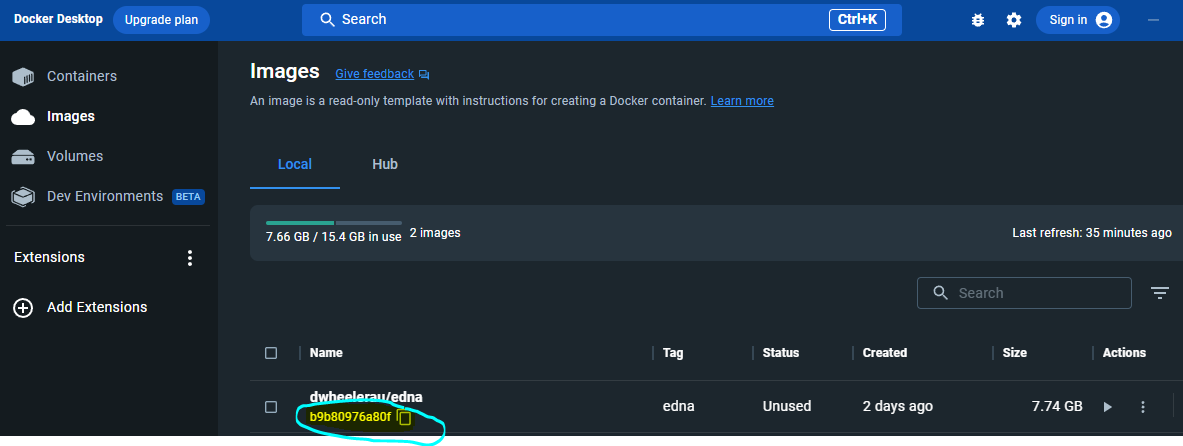 Docker Desktop Upgrade plan Search Ctrl+K Sign in
Containers
Images
Volumes
Dev Environments BETA
Extensions
Add Extensions
Images Give feedback
An image is a read-only template with instructions for creating a Docker container. Learn more
Local Hub
7.66 GB / 15.4 GB in use 2 images Last refresh: 35 minutes ago
Search
Name Tag Status Created Size Actions
dwheelerau/edna
b9b80976a80f edna Unused 2 days ago 7.74 GB